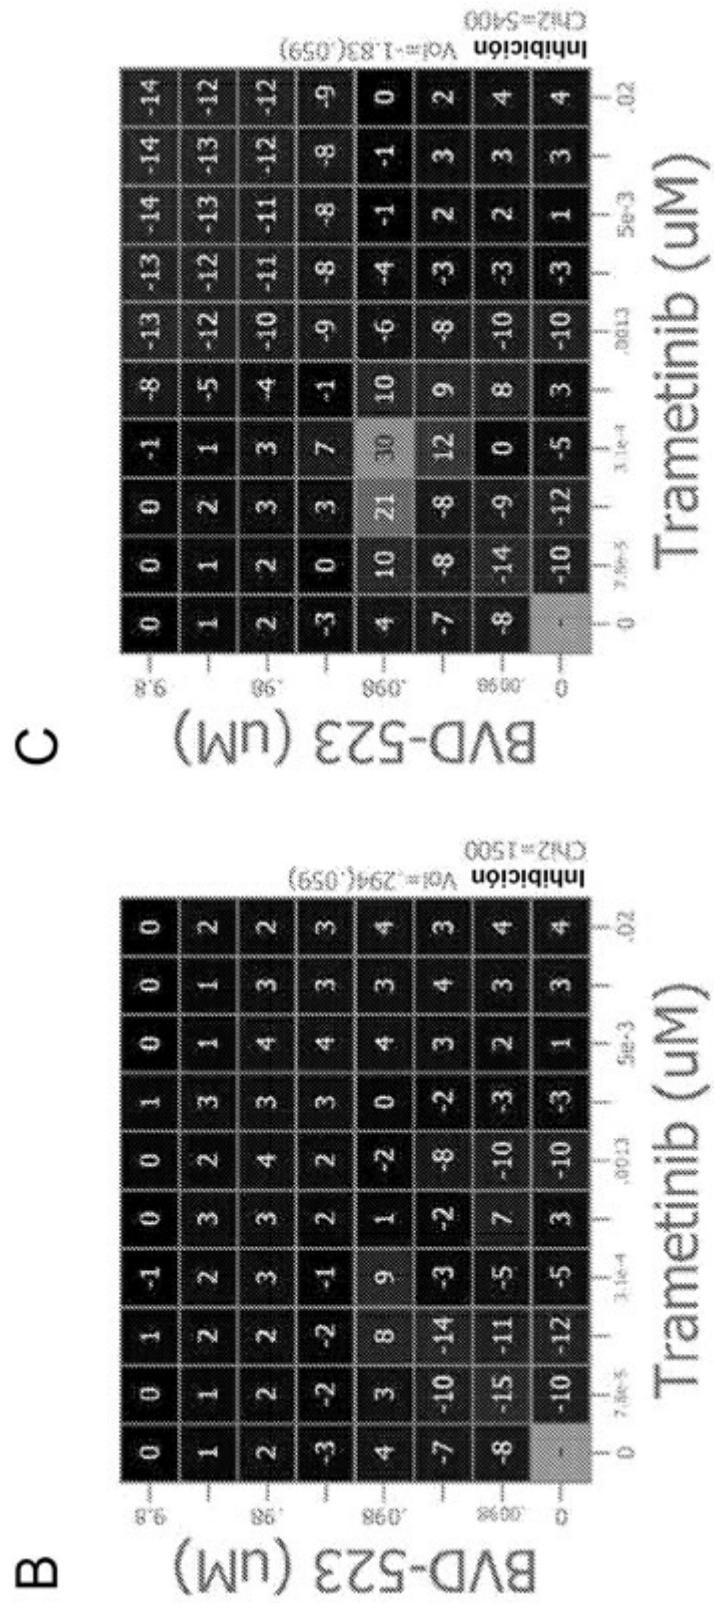 B
BVD-523 (uM)
9.8 0 0 1 -1 0 0 1 0 0 0
1 1 2 2 3 2 3 1 1 2
.98 2 2 2 3 3 4 3 4 3 2
-3 -2 -2 -1 2 2 3 4 3 3
.098 4 3 8 9 1 -2 0 4 3 4
-7 -10 -14 -3 -2 -8 -2 3 4 3
.0098 -8 -15 -11 -5 7 -10 -3 2 3 4
0 - -10 -12 -5 3 -10 -3 1 3 4
0 7.8e-5 3.1e-4 .0013 5e-3 .02
Trametinib (uM)
Inhibición Vol=.294(.059)
Chi2=1500
C
BVD-523 (uM)
9.8 0 0 0 -1 -8 -13 -13 -14 -14 -14
1 1 2 1 -5 -12 -12 -13 -13 -12
.98 2 2 3 3 -4 -10 -11 -11 -12 -12
-3 0 3 7 -1 -9 -8 -8 -8 -9
.098 4 10 21 30 10 -6 -4 -1 -1 0
-7 -8 -8 12 9 -8 -3 2 3 2
.0098 -8 -14 -9 0 8 -10 -3 2 3 4
0 - -10 -12 -5 3 -10 -3 1 3 4
0 7.8e-5 3.1e-4 .0013 5e-3 .02
Trametinib (uM)
Inhibición Vol=-1.83(.059)
Chi2=5400